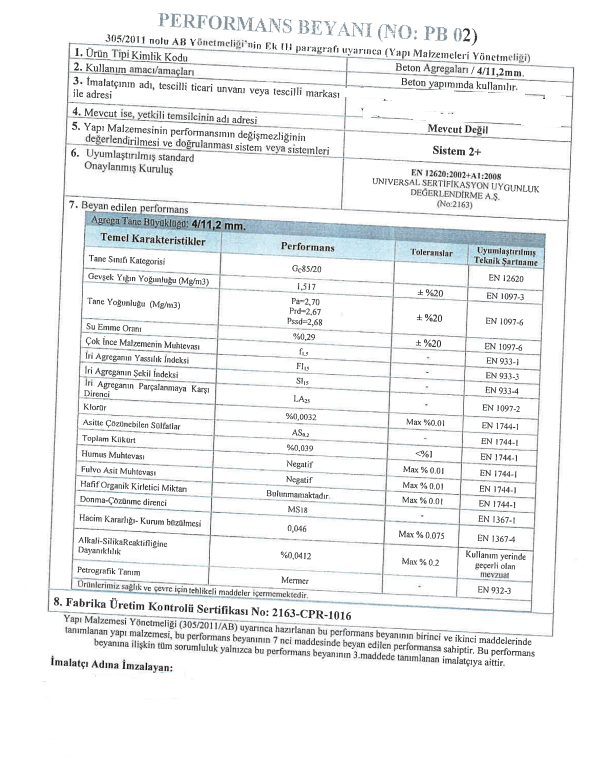 PERFORMANS BEYANI (NO: PB 02)
305/2011 nolu AB Yönetmeliği'nin Ek III paragrafı uyarınca (Yapı Malzemeleri Yönetmeliği)
1. Ürün Tipi Kimlik Kodu Beton Agregaları / 4/11,2mm.
2. Kullanım amacı/amaçları Beton yapımında kullanılır.
3. İmalatçının adı, tescilli ticari unvanı veya tescilli markası
ile adresi
4. Mevcut ise, yetkili temsilcinin adı adresi Mevcut Değil
5. Yapı Malzemesinin performansının değişmezliğinin
değerlendirilmesi ve doğrulanması sistem veya sistemleri Sistem 2+
6. Uyumlaştırılmış standard EN 12620:2002+A1:2008
Onaylanmış Kuruluş UNIVERSAL SERTİFİKASYON UYGUNLUK
DEĞERLENDİRME A.Ş.
(No:2163)
7. Beyan edilen performans
Agrega Tane Büyüklüğü: 4/11,2 mm.
Temel Karakteristikler Performans Toleranslar Uyumlaştırılmış
Teknik Şartname
Tane Sınıfı Kategorisi Gc85/20 EN 12620
Gevşek Yığın Yoğunluğu (Mg/m3) 1,517 ± %20 EN 1097-3
Tane Yoğunluğu (Mg/m3) Pa=2,70
Prd=2,67 ± %20 EN 1097-6
Pssd=2,68
Su Emme Oranı %0,29 ± %20 EN 1097-6
Çok İnce Malzemenin Muhtevası f1,5 - EN 933-1
İri Agreganın Yassılık İndeksi FI15 - EN 933-3
İri Agreganın Şekil İndeksi SI15 - EN 933-4
İri Agreganın Parçalanmaya Karşı
Direnci LA25 - EN 1097-2
Klorür %0,0032 Max %0.01 EN 1744-1
Asitte Çözünebilen Sülfatlar AS0,2 - EN 1744-1
Toplam Kükürt %0,039 <%1 EN 1744-1
Humus Muhtevası Negatif Max % 0.01 EN 1744-1
Fulvo Asit Muhtevası Negatif Max % 0.01 EN 1744-1
Hafif Organik Kirletici Miktarı Bulunmamaktadır. Max % 0.01 EN 1744-1
Donma-Çözünme direnci MS18 - EN 1367-1
Hacim Kararlığı- Kurum büzülmesi 0,046 Max % 0.075 EN 1367-4
Alkali-SilikaReaktifliğine
Dayanıklılık %0,0412 Max % 0.2 Kullanım yerinde
geçerli olan
mevzuat
Petrografik Tanım Mermer - EN 932-3
Ürünlerimiz sağlık ve çevre için tehlikeli maddeler içermemektedir.
8. Fabrika Üretim Kontrolü Sertifikası No: 2163-CPR-1016
Yapı Malzemesi Yönetmeliği (305/2011/AB) uyarınca hazırlanan bu performans beyanının birinci ve ikinci maddelerinde
tanımlanan yapı malzemesi, bu performans beyanının 7 nci maddesinde beyan edilen performansa sahiptir. Bu performans
beyanına ilişkin tüm sorumluluk yalnızca bu performans beyanının 3.maddede tanımlanan imalatçıya aittir.
İmalatçı Adına İmzalayan: